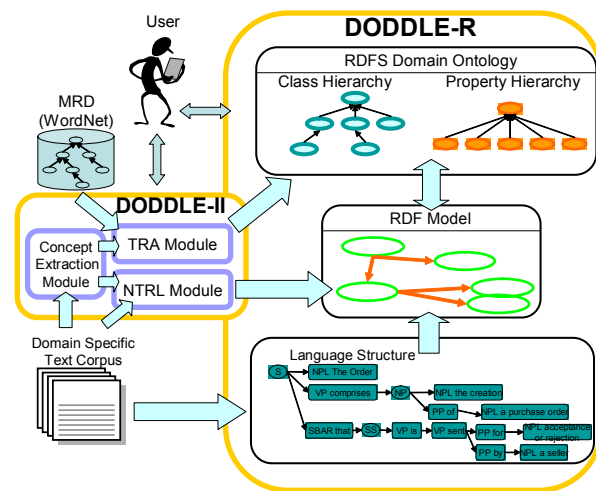 User
DODDLE-R
RDFS Domain Ontology
Class Hierarchy
Property Hierarchy
MRD
(WordNet)
DODDLE-II
TRA Module
Concept
Extraction
Module
NTRL Module
RDF Model
Domain Specific
Text Corpus
Language Structure
S
NPL The Order
VP comprises
NP
NPL the creation
PP of
NPL a purchase order
SBAR that
SS
VP is
VP sent
PP for
NPL acceptance
or rejection
PP by
NPL a seller